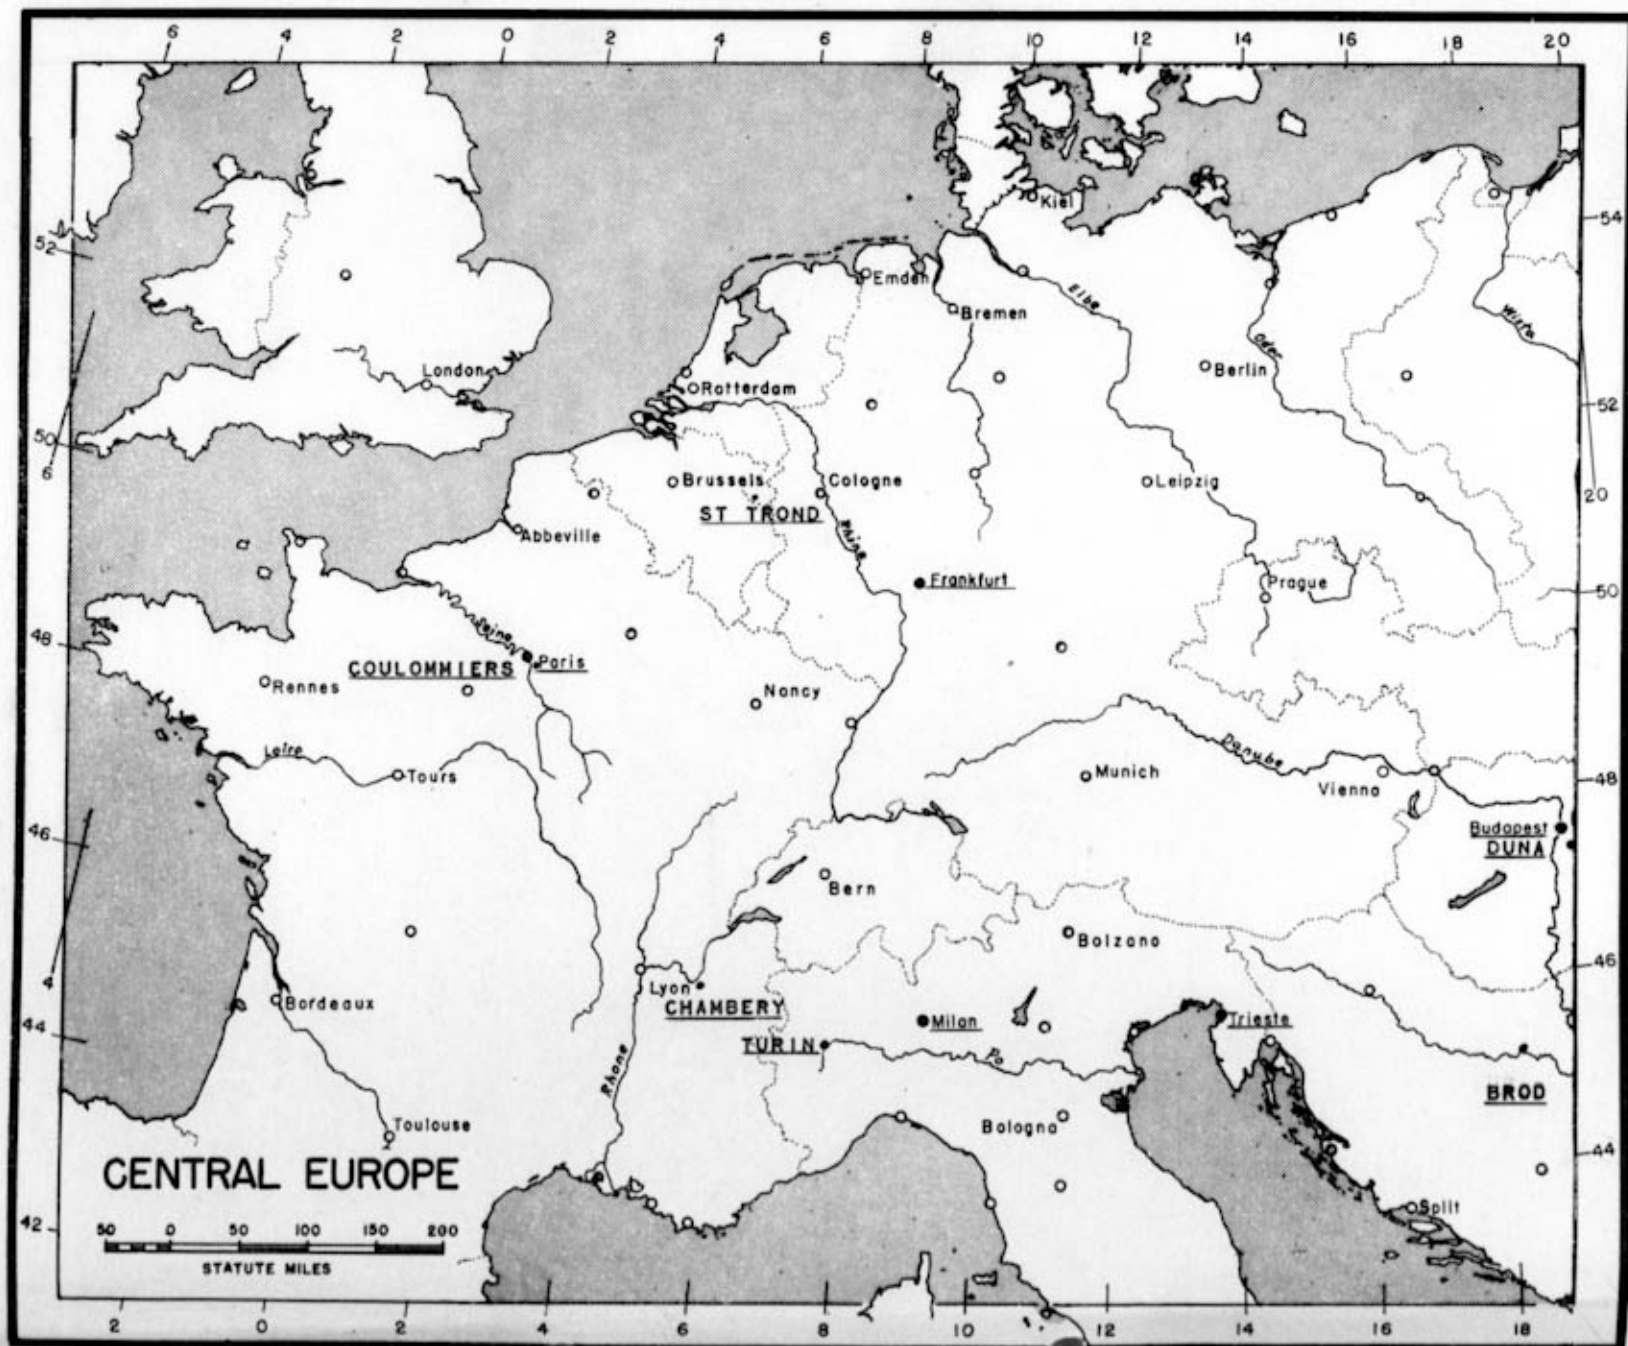 6 4 2 0 2 4 6 8 10 12 14 16 18 20
Kiel
54
52
Emden
Elbe
Bremen
Wista
Oder
London
Berlin
Rotterdam
52
50
6
Brussels
Cologne
Leipzig
20
ST TROND
Abbeville
Rhine
Frankfurt
Prague
50
48
Seine
COULOMMIERS
Paris
Rennes
Nancy
Loire
Danube
Tours
Munich
48
Vienna
46
Budapest
DUNA
Bern
Bolzano
46
4
Lyon
Bordeaux
CHAMBERY
44
Milan
Trieste
TURIN
Po
Rhone
BROD
Toulouse
Bologna
44
CENTRAL EUROPE
42
Split
50 0 50 100 150 200
STATUTE MILES
2 0 2 4 6 8 10 12 14 16 18